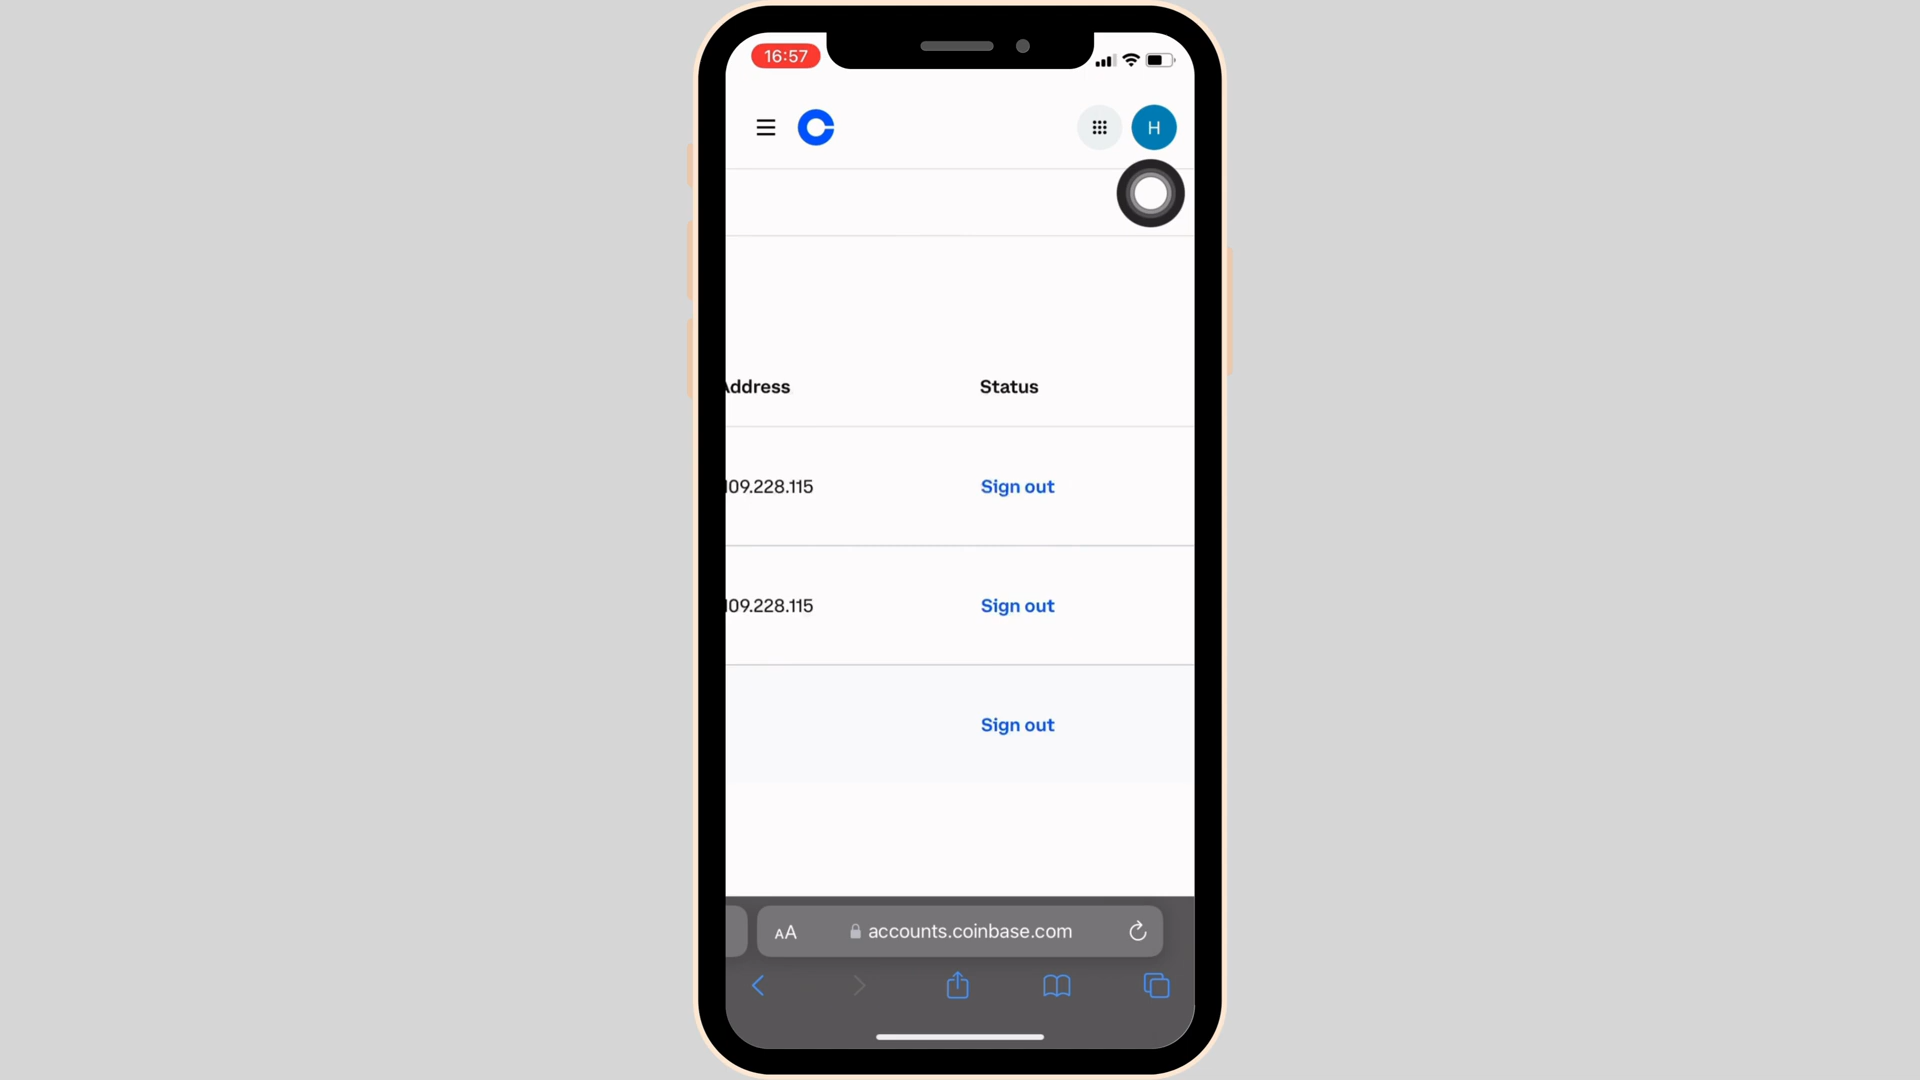 16:57
H
Address
Status
109.228.115
Sign out
109.228.115
Sign out
Sign out
AA
accounts.coinbase.com